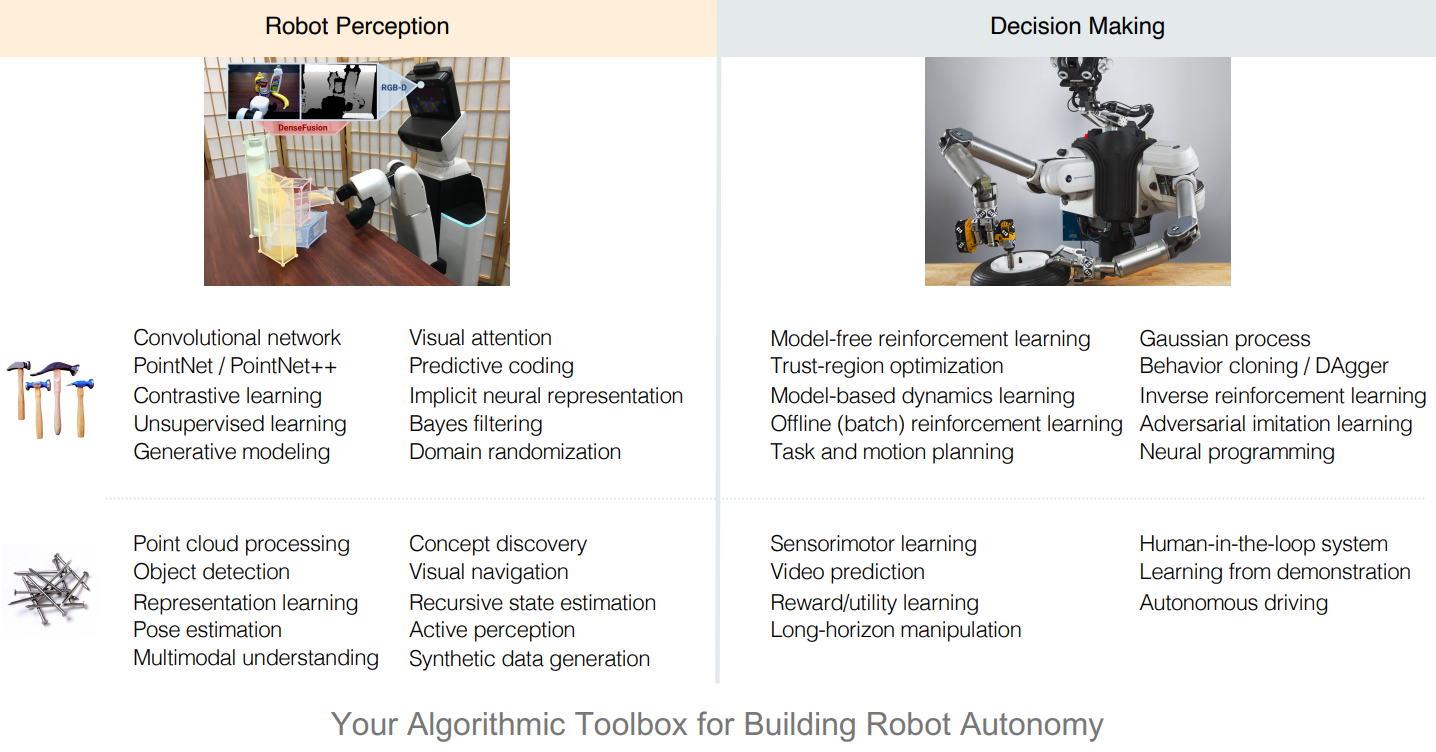 Robot Perception
Decision Making
RGB-D
DenseFusion
Convolutional network
PointNet / PointNet++
Contrastive learning
Unsupervised learning
Generative modeling
Visual attention
Predictive coding
Implicit neural representation
Bayes filtering
Domain randomization
Model-free reinforcement learning
Trust-region optimization
Model-based dynamics learning
Offline (batch) reinforcement learning
Task and motion planning
Gaussian process
Behavior cloning / DAgger
Inverse reinforcement learning
Adversarial imitation learning
Neural programming
Point cloud processing
Object detection
Representation learning
Pose estimation
Multimodal understanding
Concept discovery
Visual navigation
Recursive state estimation
Active perception
Synthetic data generation
Sensorimotor learning
Video prediction
Reward/utility learning
Long-horizon manipulation
Human-in-the-loop system
Learning from demonstration
Autonomous driving
Your Algorithmic Toolbox for Building Robot Autonomy